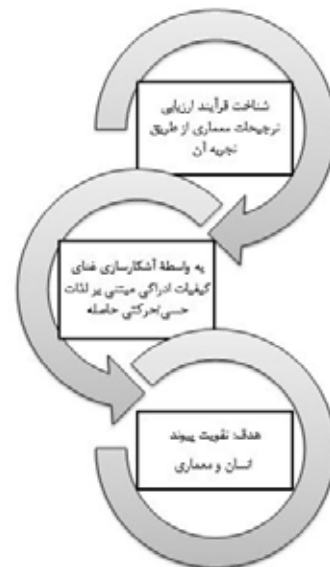 شناخت فرآیند ارزیابی
ترجیحات معماری از طریق
تجربه آن
به واسطهٔ آشکارسازی غنای
کیفیات ادراکی مبتنی بر لذات
حسی/حرکتی حاصله
هدف: تقویت پیوند
انسان و معماری